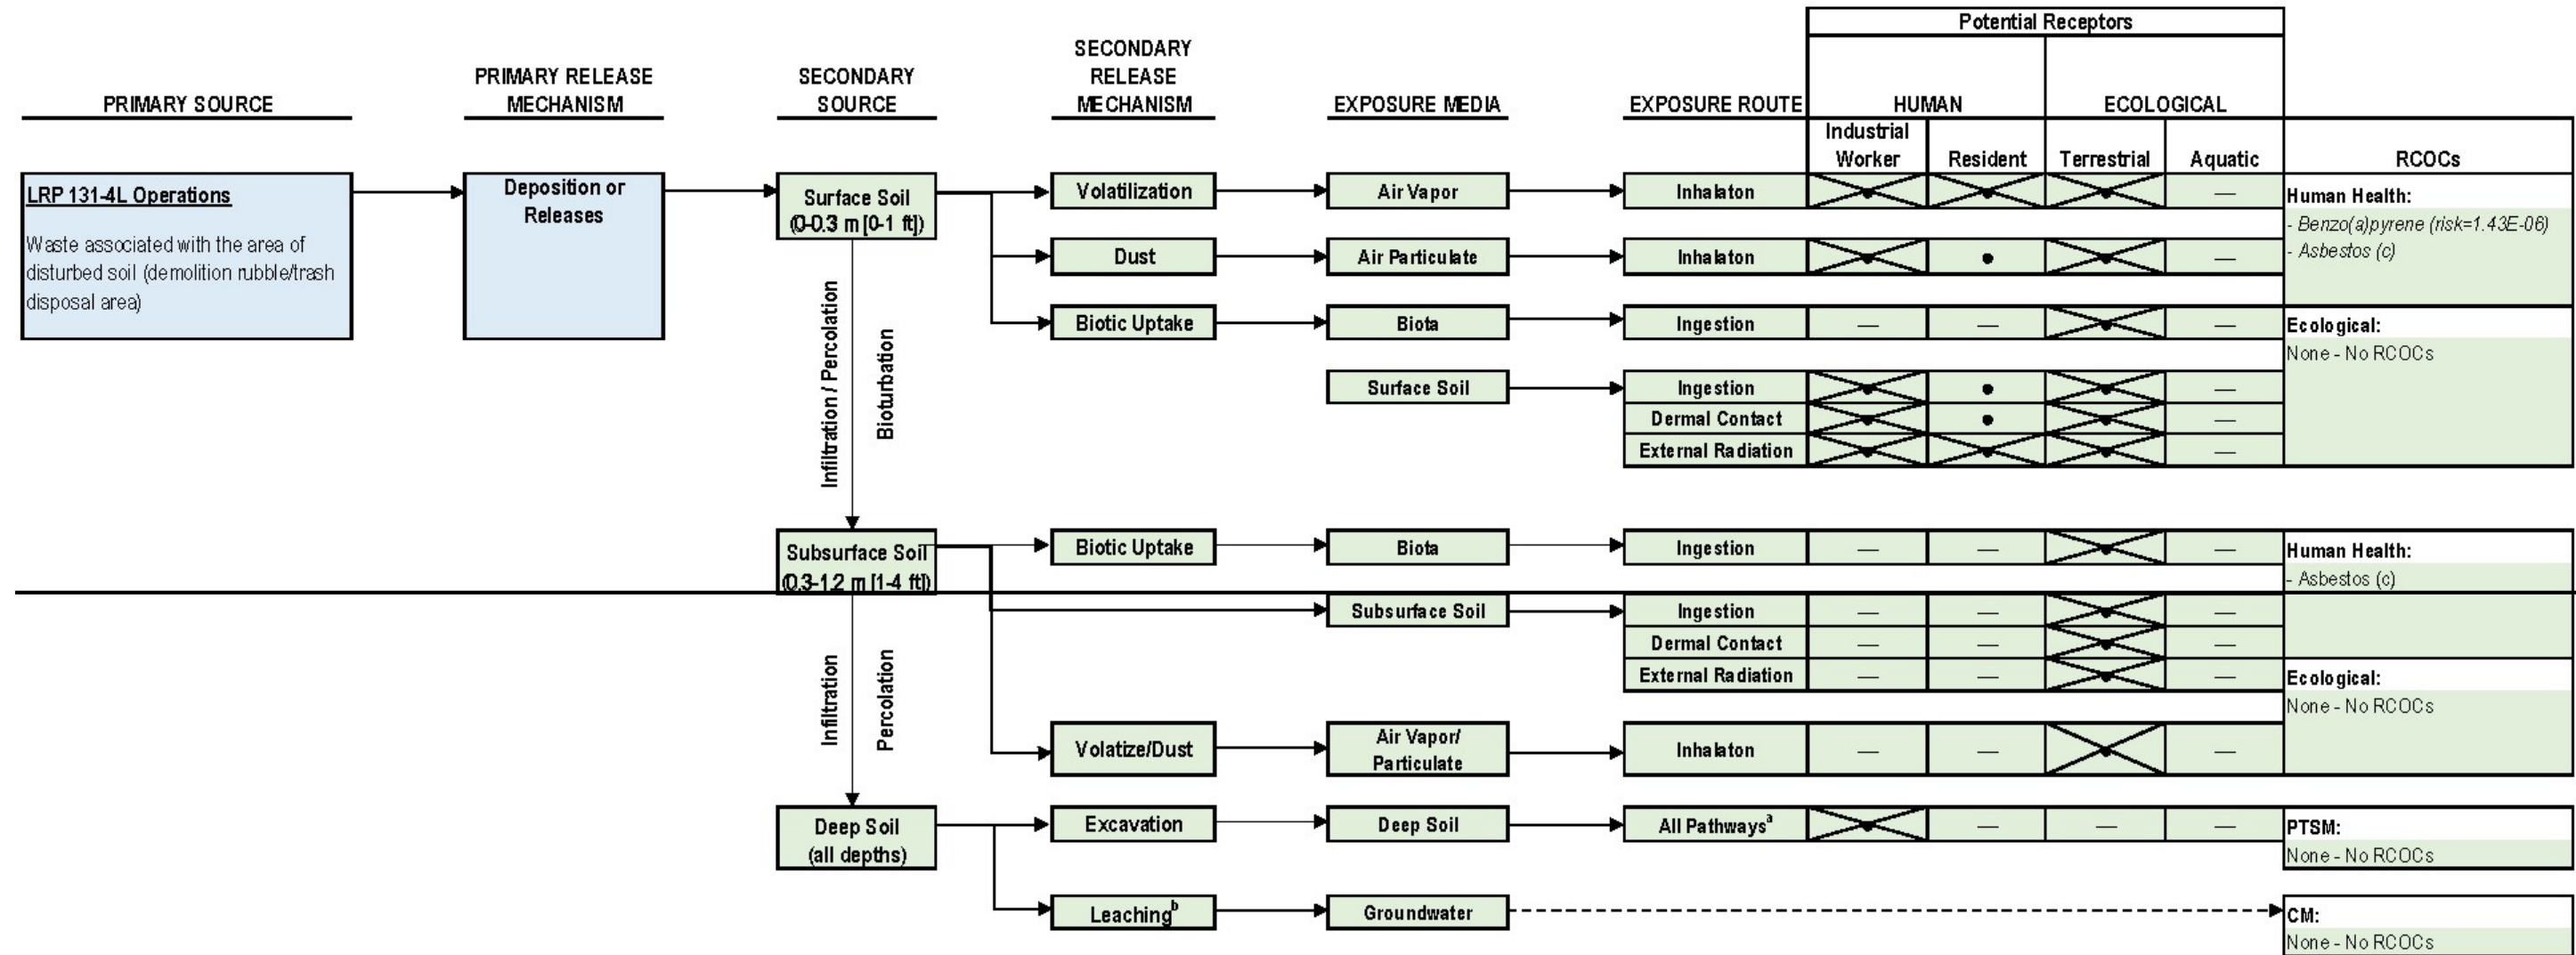 Potential Receptors
PRIMARY SOURCE
PRIMARY RELEASE
MECHANISM
SECONDARY
SOURCE
SECONDARY
RELEASE
MECHANISM
EXPOSURE MEDIA
EXPOSURE ROUTE
HUMAN
ECOLOGICAL
Industrial
Worker
Resident
Terrestrial
Aquatic
RCOCs
LRP 131-4L Operations
Waste associated with the area of
disturbed soil (demolition rubble/trash
disposal area)
Deposition or
Releases
Surface Soil
(0-0.3 m [0-1 ft])
Volatilization
Air Vapor
Inhalaton
• • • —
Human Health:
- Benzo(a)pyrene (risk=1.43E-06)
- Asbestos (c)
Dust
Air Particulate
Inhalaton
• • • —
Biotic Uptake
Biota
Ingestion
— — • —
Ecological:
None - No RCOCs
Surface Soil
Ingestion
• • • —
Dermal Contact
• • • —
External Radiation
• • • —
Infiltration / Percolation
Bioturbation
Subsurface Soil
(0.3-1.2 m [1-4 ft])
Biotic Uptake
Biota
Ingestion
— — • —
Human Health:
- Asbestos (c)
Subsurface Soil
Ingestion
— — • —
Dermal Contact
— — • —
External Radiation
— — • —
Ecological:
None - No RCOCs
Infiltration
Percolation
Volatize/Dust
Air Vapor/
Particulate
Inhalaton
— — • —
Deep Soil
(all depths)
Excavation
Deep Soil
All Pathwaysᵃ
• — — —
PTSM:
None - No RCOCs
Leachingᵇ
Groundwater
CM:
None - No RCOCs